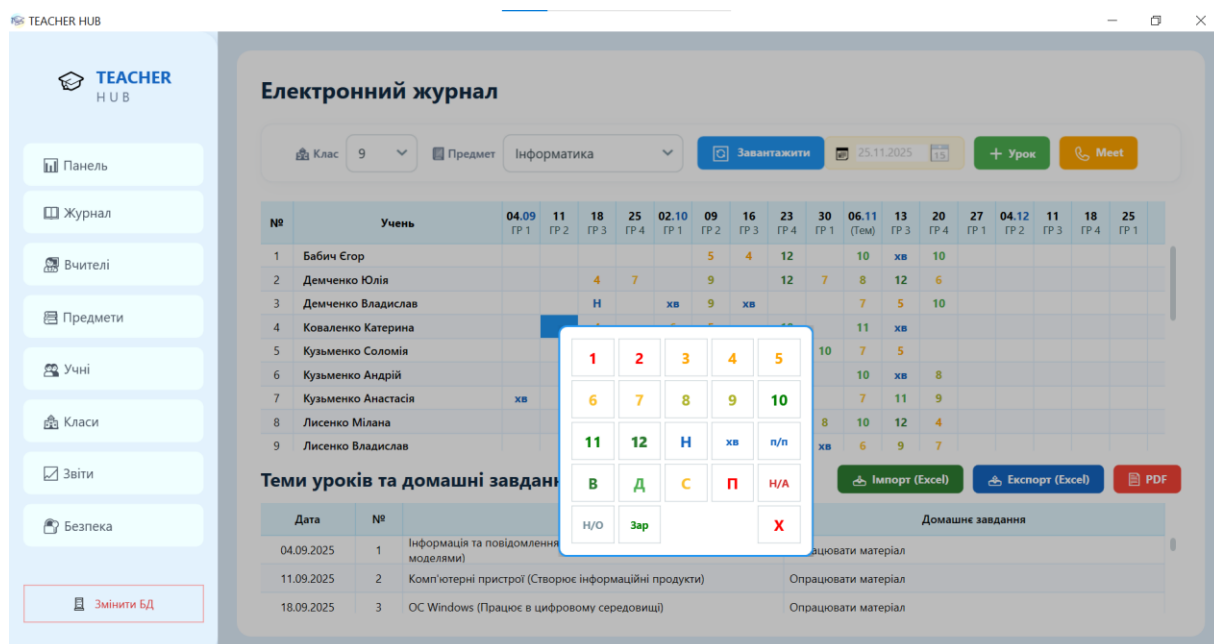 TEACHER HUB
TEACHER
HUB
Панель
Журнал
Вчителі
Предмети
Учні
Класи
Звіти
Безпека
Змінити БД
Електронний журнал
Клас 9 Предмет Інформатика Завантажити 25.11.2025 15 + Урок Meet
№ Учень 04.09 11 18 25 02.10 09 16 23 30 06.11 13 20 27 04.12 11 18 25
ГР 1 ГР 2 ГР 3 ГР 4 ГР 1 ГР 2 ГР 3 ГР 4 ГР 1 (Тем) ГР 3 ГР 4 ГР 1 ГР 2 ГР 3 ГР 4 ГР 1
1 Бабич Єгор 5 4 12 10 хв 10
2 Демченко Юлія 4 7 9 12 7 8 12 6
3 Демченко Владислав Н хв 9 хв 7 5 10
4 Коваленко Катерина 11 хв
5 Кузьменко Соломія 10 7 5
6 Кузьменко Андрій 10 хв 8
7 Кузьменко Анастасія хв 7 11 9
8 Лисенко Мілана 8 10 12 4
9 Лисенко Владислав хв 6 9 7
1 2 3 4 5
6 7 8 9 10
11 12 Н хв п/п
В Д С П Н/А
Н/О Зар X
Теми уроків та домашні завдан
Імпорт (Excel) Експорт (Excel) PDF
Дата № Домашнє завдання
04.09.2025 1 Інформація та повідомлення
моделями) ацювати матеріал
11.09.2025 2 Комп'ютерні пристрої (Створює інформаційні продукти) Опрацювати матеріал
18.09.2025 3 ОС Windows (Працює в цифровому середовищі) Опрацювати матеріал